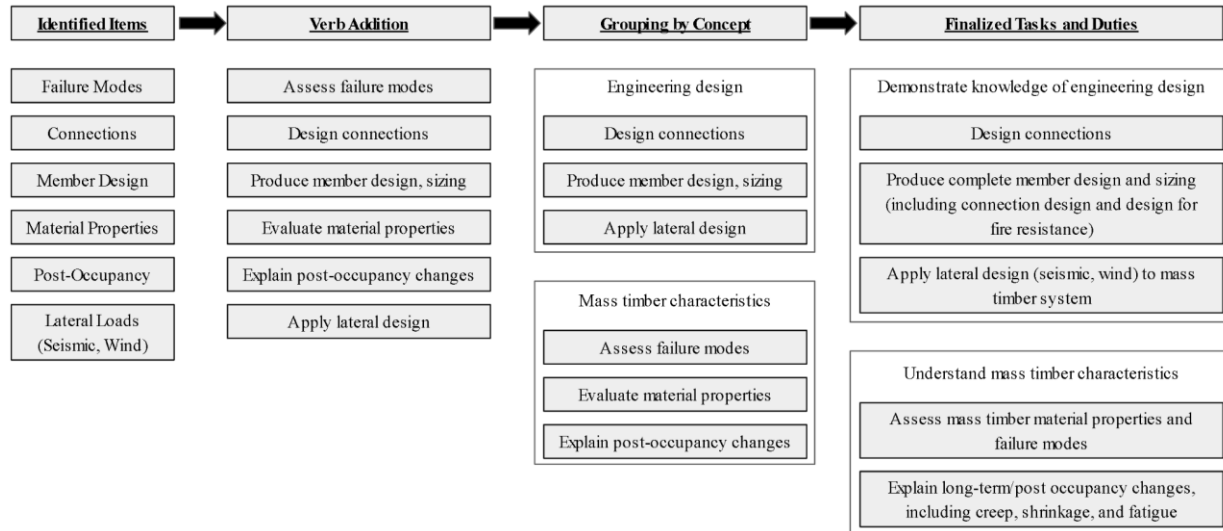 Identified Items
Verb Addition
Grouping by Concept
Finalized Tasks and Duties
Failure Modes
Connections
Member Design
Material Properties
Post-Occupancy
Lateral Loads
(Seismic, Wind)
Assess failure modes
Design connections
Produce member design, sizing
Evaluate material properties
Explain post-occupancy changes
Apply lateral design
Engineering design
Design connections
Produce member design, sizing
Apply lateral design
Mass timber characteristics
Assess failure modes
Evaluate material properties
Explain post-occupancy changes
Demonstrate knowledge of engineering design
Design connections
Produce complete member design and sizing
(including connection design and design for
fire resistance)
Apply lateral design (seismic, wind) to mass
timber system
Understand mass timber characteristics
Assess mass timber material properties and
failure modes
Explain long-term/post occupancy changes,
including creep, shrinkage, and fatigue